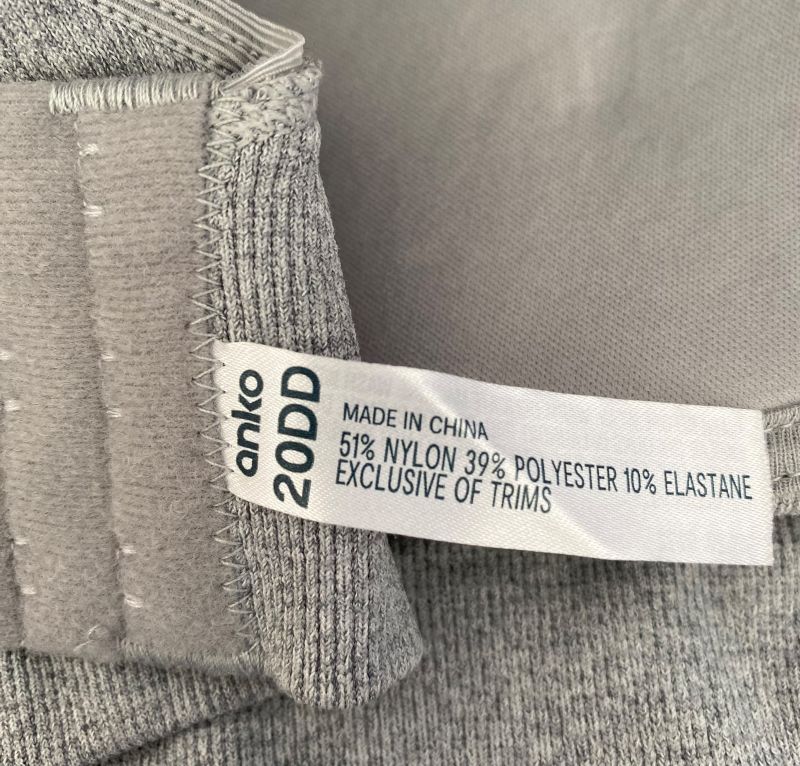 anko
20DD
MADE IN CHINA
51% NYLON 39% POLYESTER 10% ELASTANE
EXCLUSIVE OF TRIMS